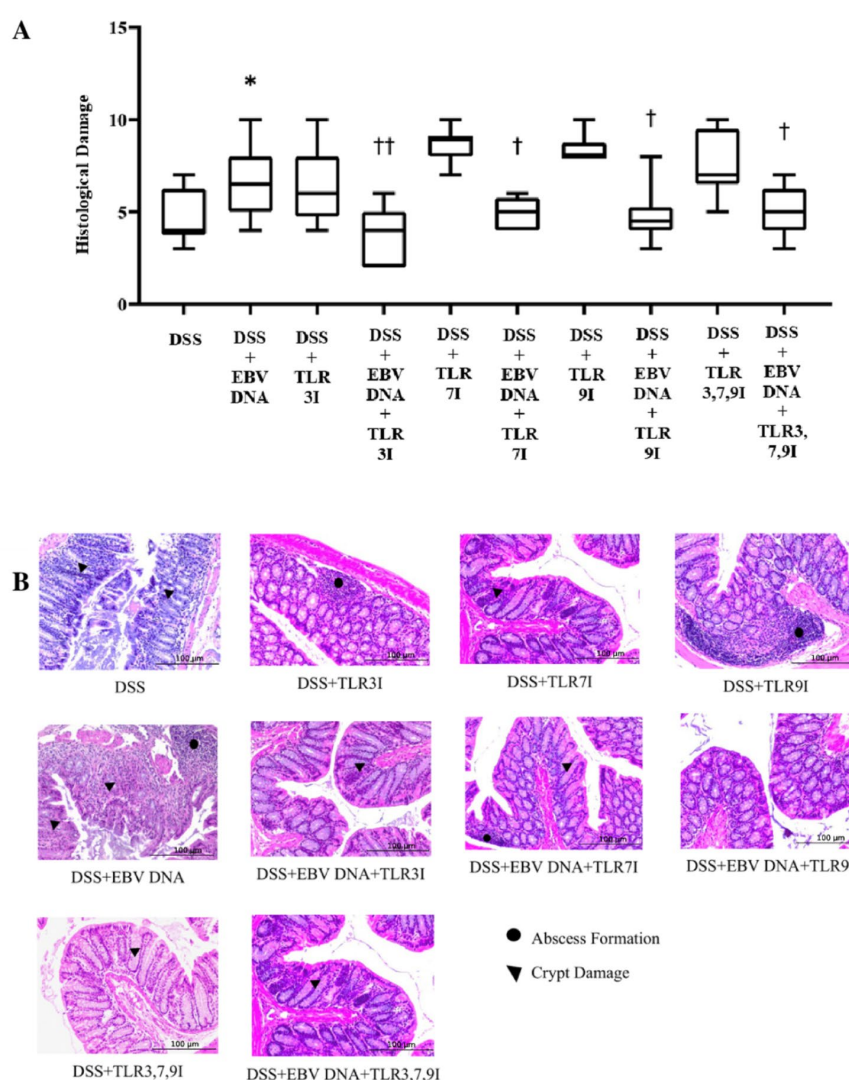 A
15
10
5
0
Histological Damage
*
††
†
†
†
DSS
DSS
+
EBV
DNA
DSS
+
TLR
3I
DSS
+
EBV
DNA
+
TLR
3I
DSS
+
TLR
7I
DSS
+
EBV
DNA
+
TLR
7I
DSS
+
TLR
9I
DSS
+
EBV
DNA
+
TLR
9I
DSS
+
TLR
3,7,9I
DSS
+
EBV
DNA
+
TLR3,
7,9I
B
100 µm
100 µm
100 µm
100 µm
DSS
DSS+TLR3I
DSS+TLR7I
DSS+TLR9I
100 µm
100 µm
100 µm
100 µm
DSS+EBV DNA
DSS+EBV DNA+TLR3I
DSS+EBV DNA+TLR7I
DSS+EBV DNA+TLR9
100 µm
100 µm
DSS+TLR3,7,9I
DSS+EBV DNA+TLR3,7,9I
Abscess Formation
Crypt Damage